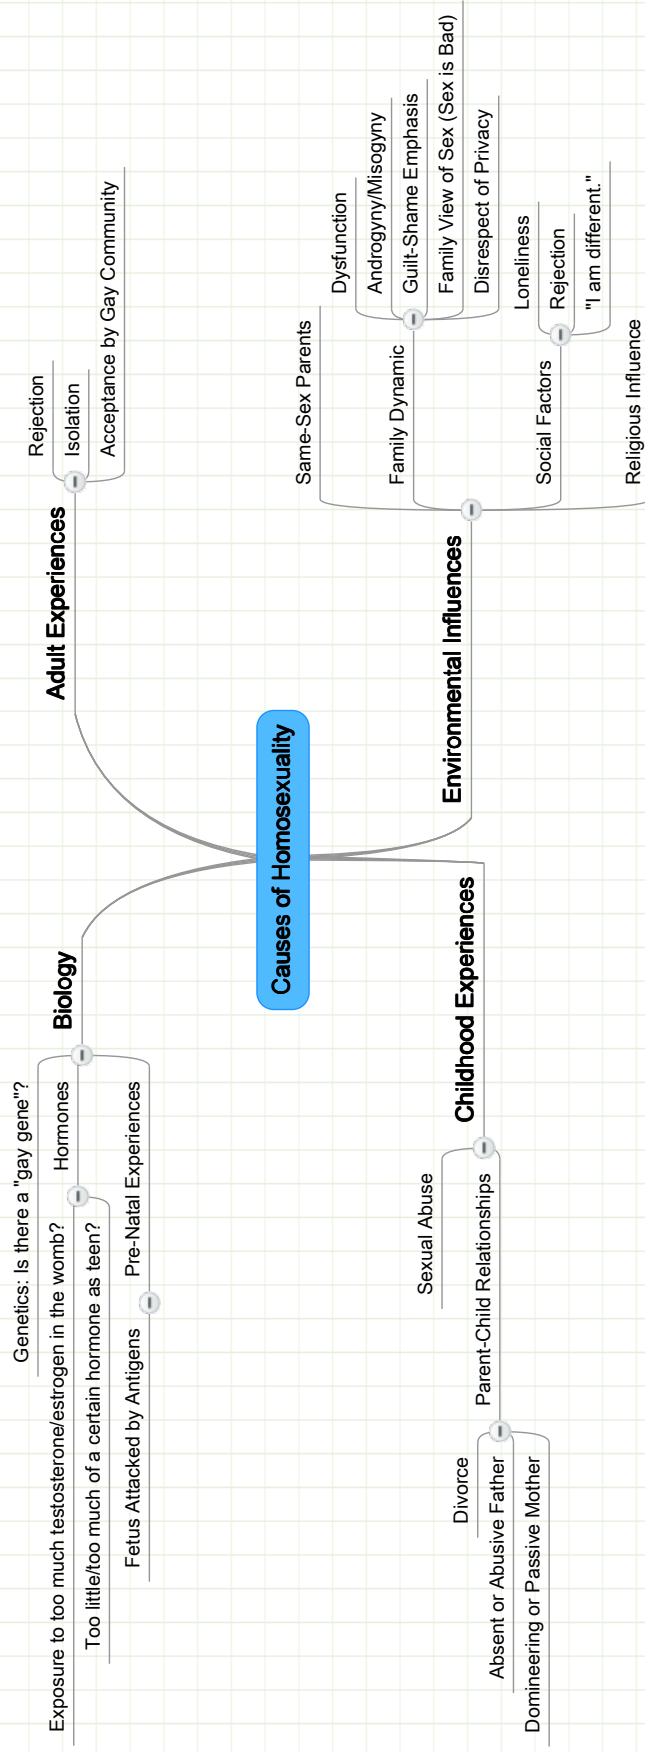 Causes of Homosexuality
Biology
Genetics: Is there a "gay gene"?
Hormones
Exposure to too much testosterone/estrogen in the womb?
Too little/too much of a certain hormone as teen?
Pre-Natal Experiences
Fetus Attacked by Antigens
Adult Experiences
Rejection
Isolation
Acceptance by Gay Community
Childhood Experiences
Sexual Abuse
Parent-Child Relationships
Divorce
Absent or Abusive Father
Domineering or Passive Mother
Environmental Influences
Same-Sex Parents
Family Dynamic
Dysfunction
Androgyny/Misogyny
Guilt-Shame Emphasis
Family View of Sex (Sex is Bad)
Disrespect of Privacy
Social Factors
Loneliness
Rejection
"I am different."
Religious Influence